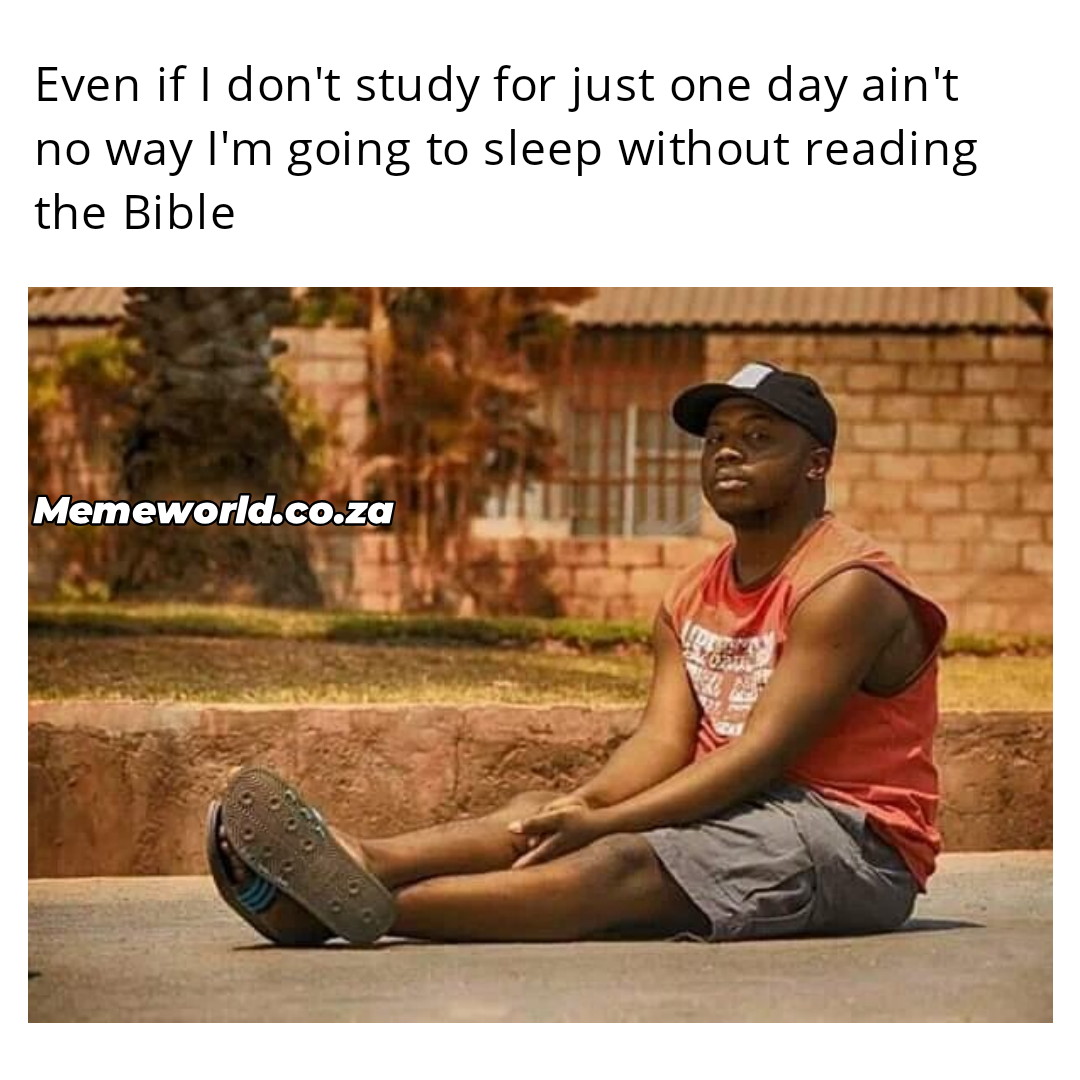 Even if I don't study for just one day ain't
no way I'm going to sleep without reading
the Bible
Memeworld.co.za